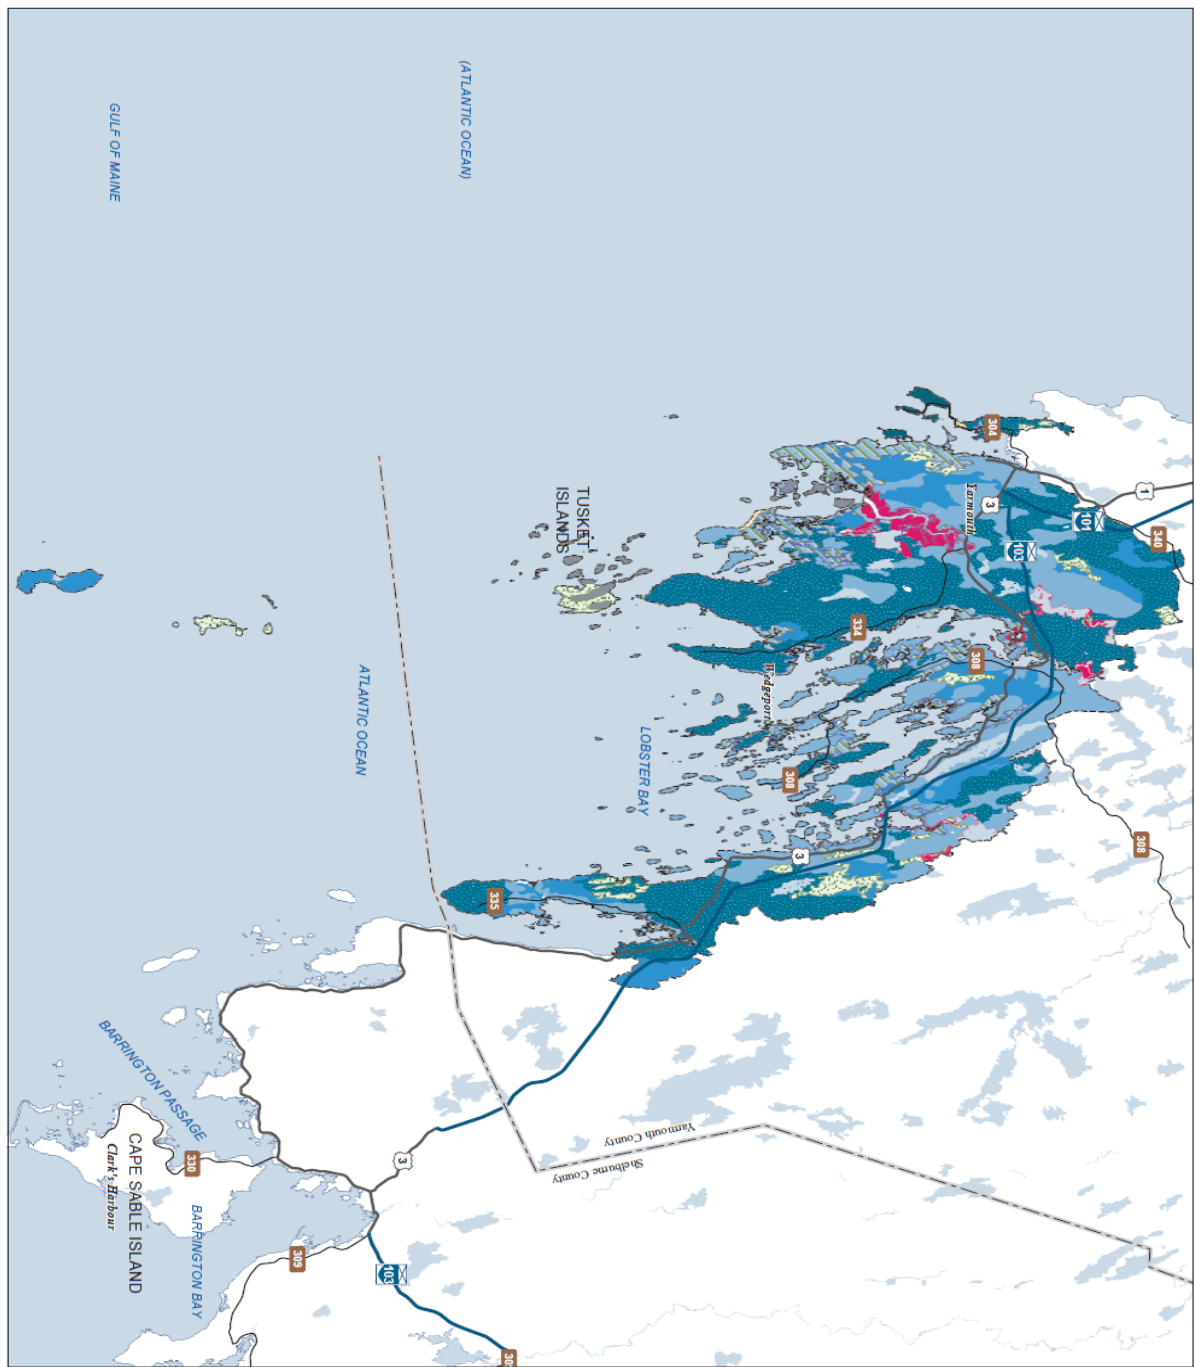 340
1
308
101
103
304
3
Yarmouth
308
334
3
308
Wedgeport
Yarmouth County
LOBSTER BAY
Shelburne County
TUSKET
ISLANDS
335
(ATLANTIC OCEAN)
3
103
ATLANTIC OCEAN
309
BARRINGTON BAY
330
BARRINGTON PASSAGE
CAPE SABLE ISLAND
Clark's Harbour
GULF OF MAINE